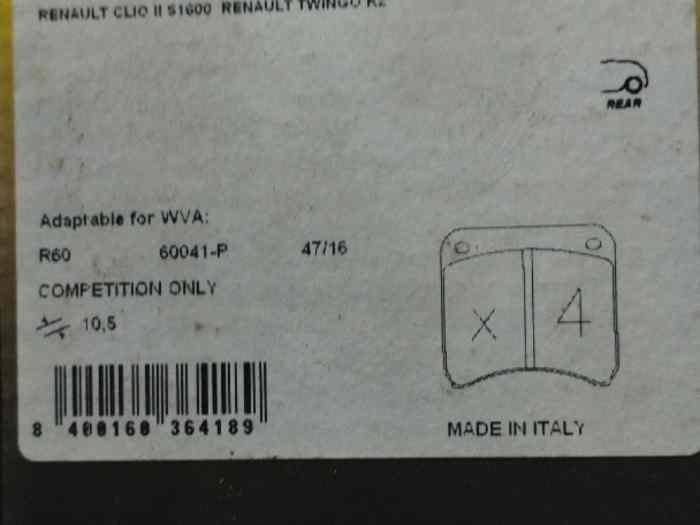 RENAULT CLIO II S1600 RENAULT TWINGO R2
REAR
Adaptable for WVA:
R60 60041-P 47/16
COMPETITION ONLY
10,5
x 4
8 400160 364189
MADE IN ITALY